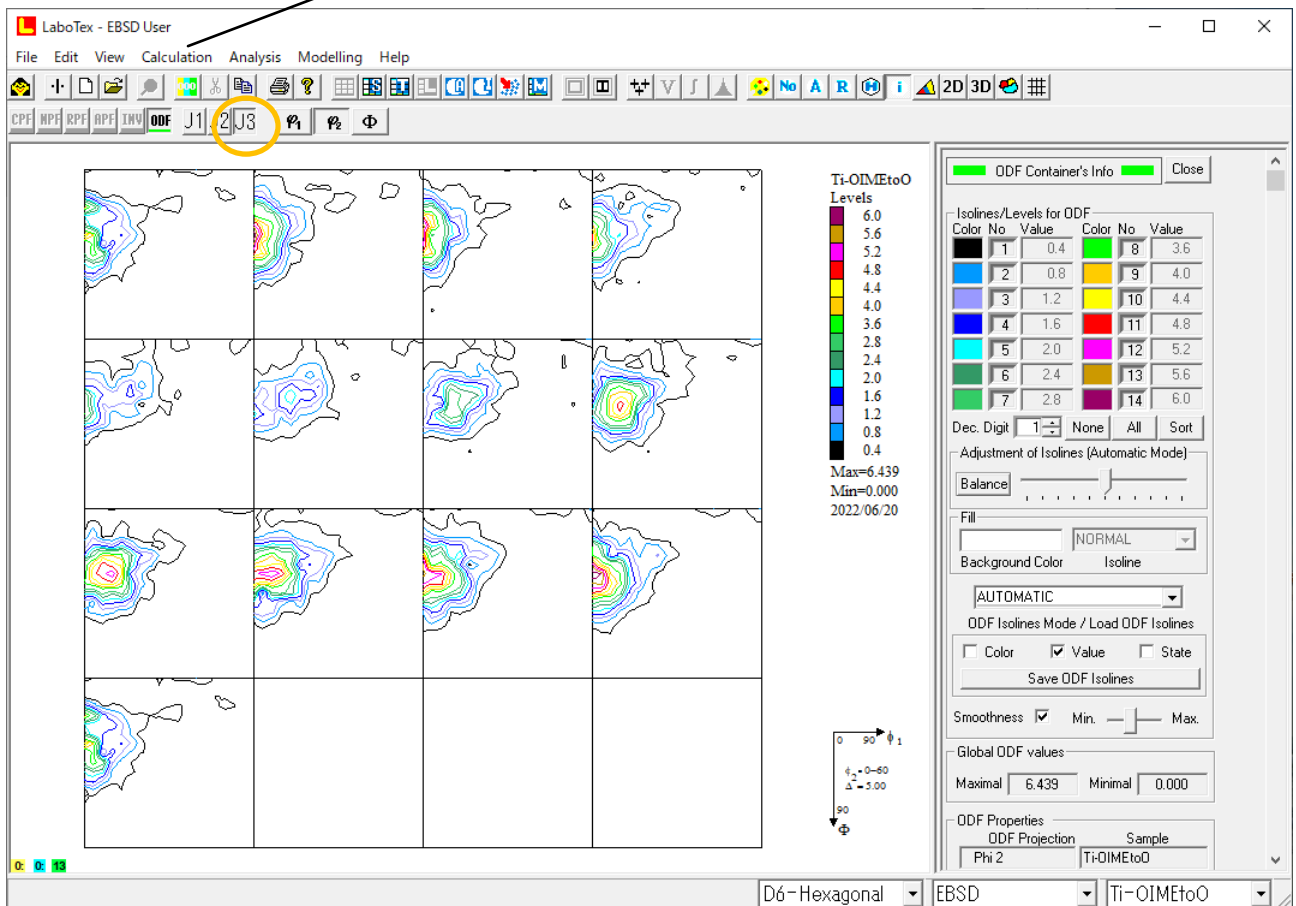 LaboTex - EBSD User
File Edit View Calculation Analysis Modelling Help
No A R H i 2D 3D
CPF NPF RPF APF INV ODF J1 J2 J3 φ1 φ2 Φ
Ti-OIMEtoO
Levels
6.0
5.6
5.2
4.8
4.4
4.0
3.6
2.8
2.4
2.0
1.6
1.2
0.8
0.4
Max=6.439
Min=0.000
2022/06/20
0 90 ϕ1
ϕ2=0-60
Δ=5.00
90
Φ
ODF Container's Info Close
Isolines/Levels for ODF
Color No Value Color No Value
1 0.4 8 3.6
2 0.8 9 4.0
3 1.2 10 4.4
4 1.6 11 4.8
5 2.0 12 5.2
6 2.4 13 5.6
7 2.8 14 6.0
Dec. Digit 1 None All Sort
Adjustment of Isolines (Automatic Mode)
Balance
Fill
NORMAL
Background Color Isoline
AUTOMATIC
ODF Isolines Mode / Load ODF Isolines
Color Value State
Save ODF Isolines
Smoothness Min. Max.
Global ODF values
Maximal 6.439 Minimal 0.000
ODF Properties
ODF Projection Sample
Phi 2 Ti-OIMEtoO
0: 0: 13
D6-Hexagonal EBSD Ti-OIMEtoO